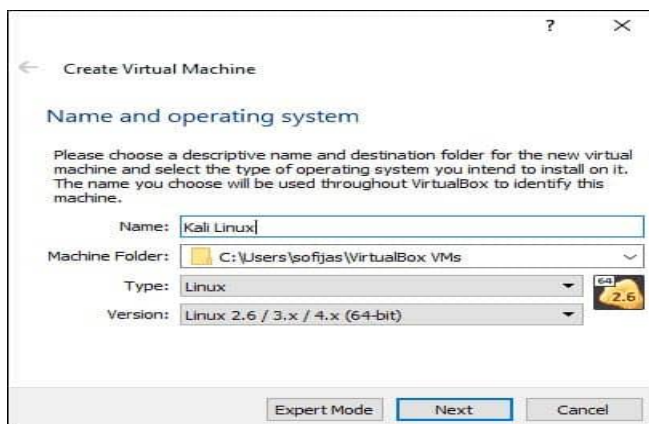 ?
Create Virtual Machine
Name and operating system
Please choose a descriptive name and destination folder for the new virtual
machine and select the type of operating system you intend to install on it.
The name you choose will be used throughout VirtualBox to identify this
machine.
Name: Kali Linux
Machine Folder: C:\Users\sofijas\VirtualBox VMs
Type: Linux 64
2.6
Version: Linux 2.6 / 3.x / 4.x (64-bit)
Expert Mode Next Cancel